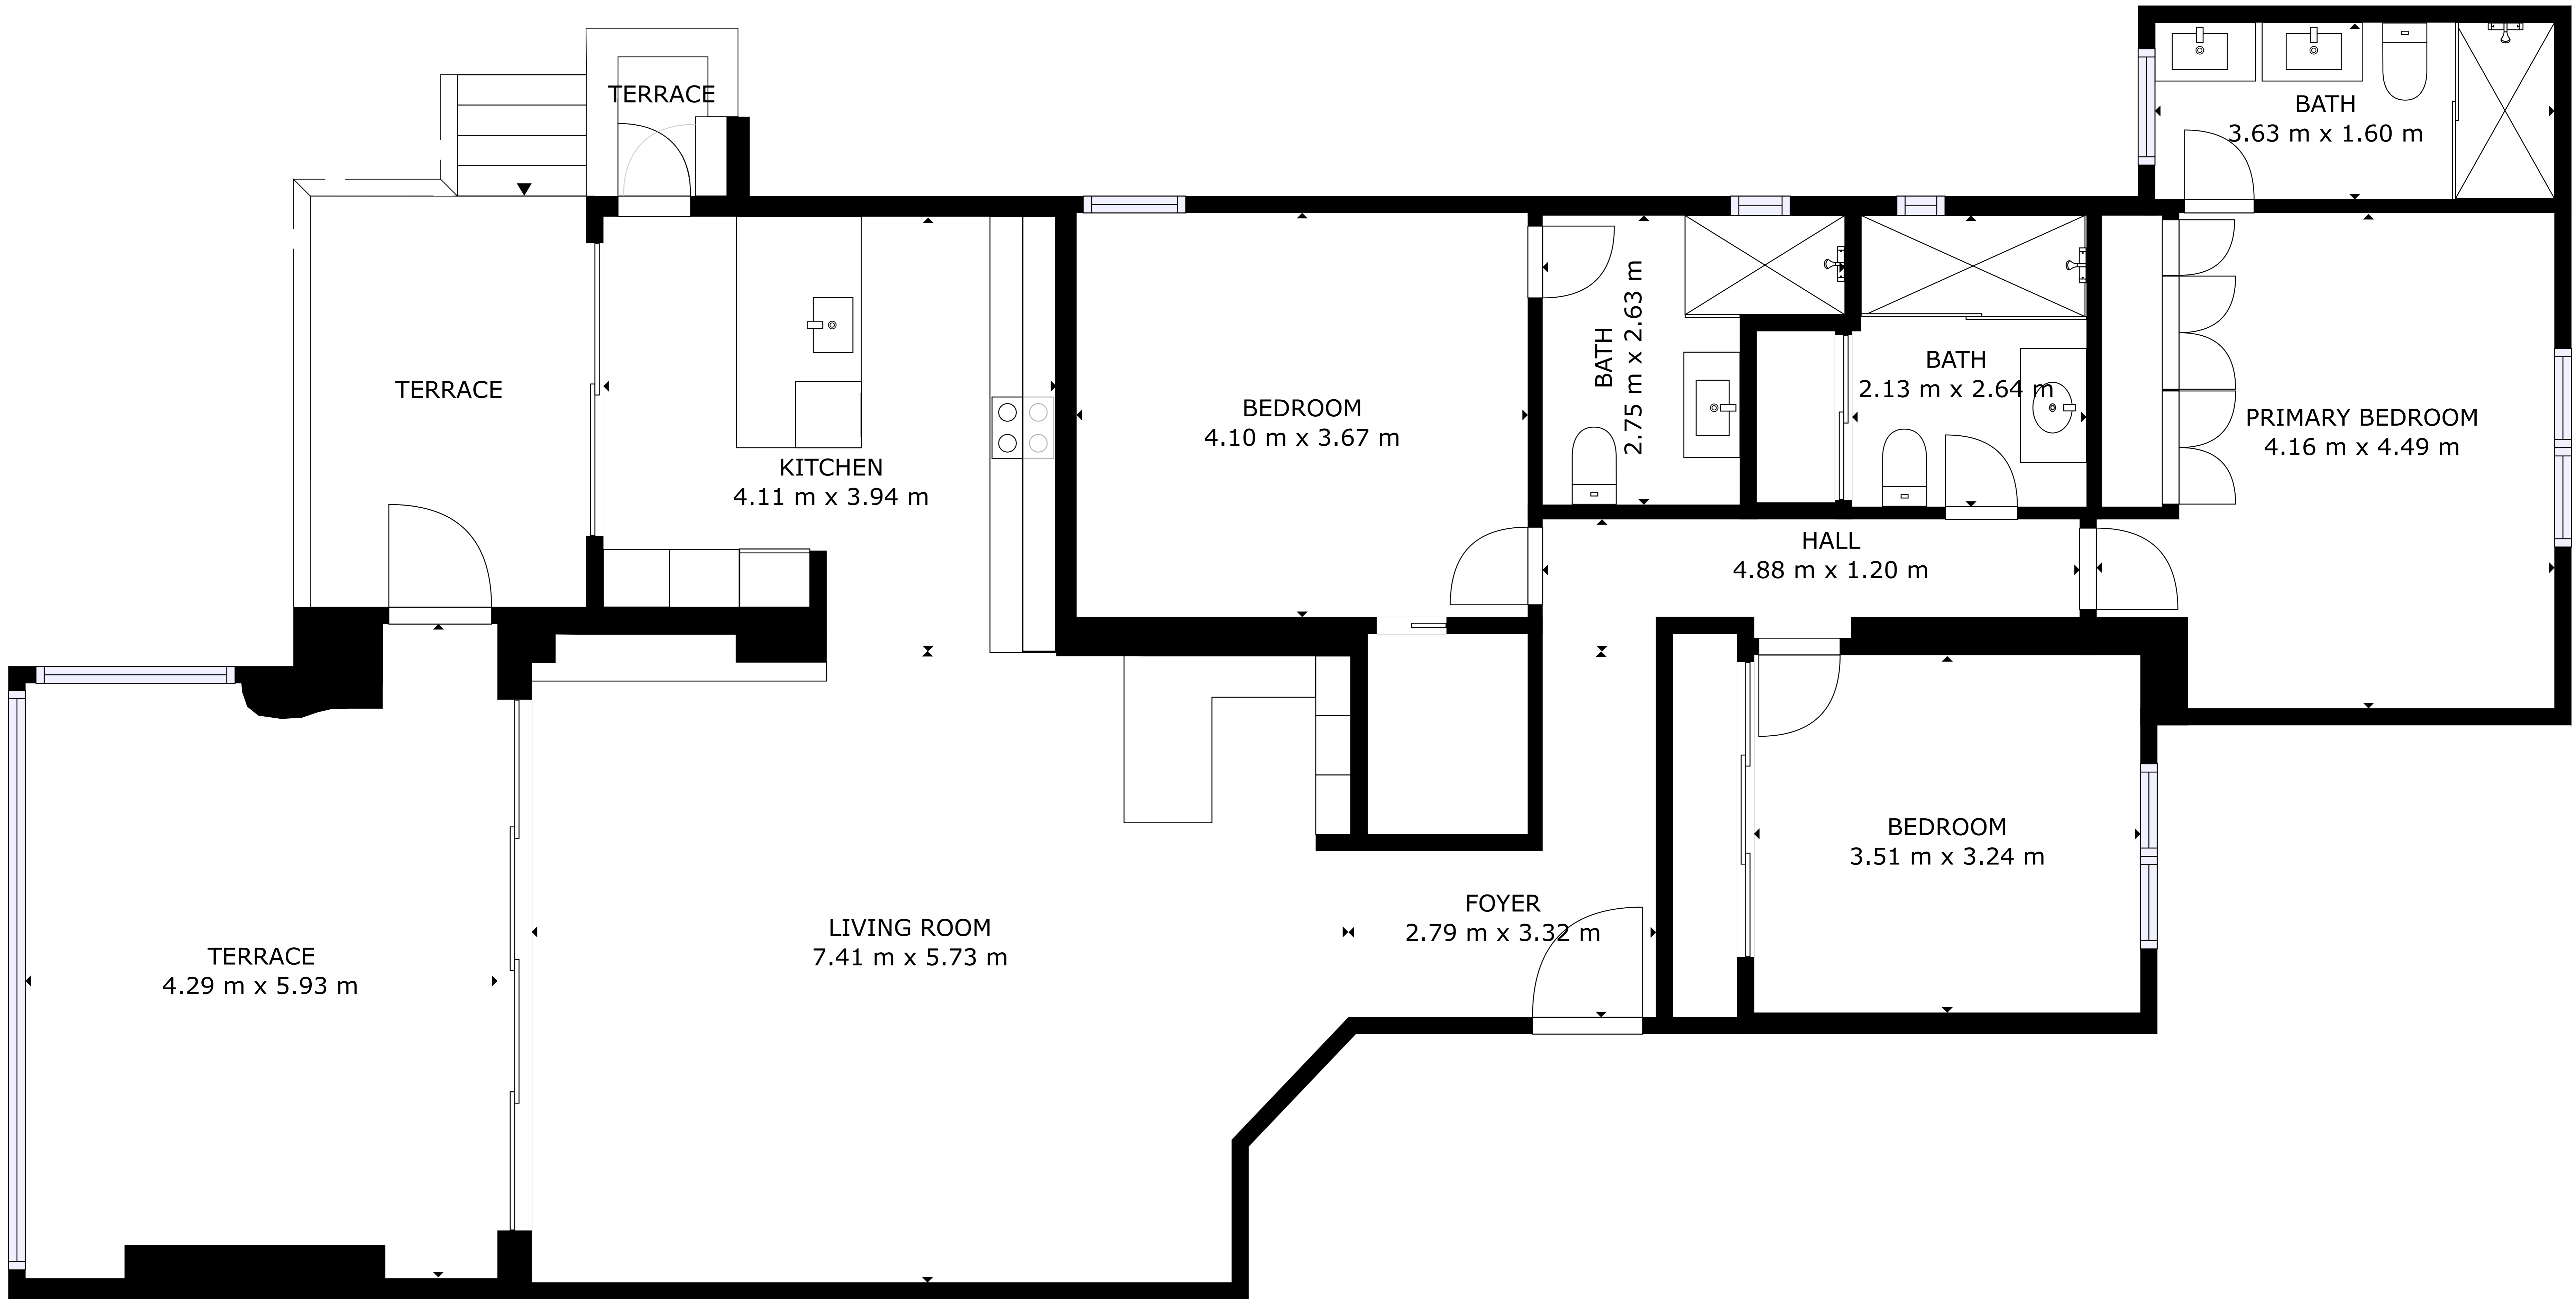 TERRACE
BATH
3.63 m x 1.60 m
TERRACE
KITCHEN
4.11 m x 3.94 m
BEDROOM
4.10 m x 3.67 m
BATH
2.75 m x 2.63 m
BATH
2.13 m x 2.64 m
PRIMARY BEDROOM
4.16 m x 4.49 m
HALL
4.88 m x 1.20 m
BEDROOM
3.51 m x 3.24 m
FOYER
2.79 m x 3.32 m
LIVING ROOM
7.41 m x 5.73 m
TERRACE
4.29 m x 5.93 m